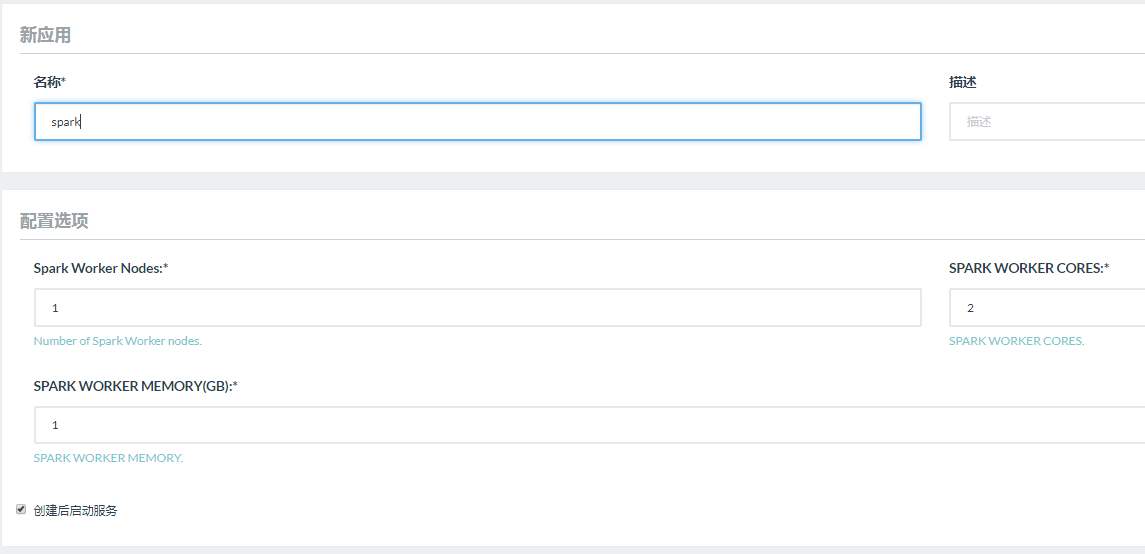 新应用
名称*
描述
spark
描述
配置选项
Spark Worker Nodes:*
SPARK WORKER CORES:*
1
2
Number of Spark Worker nodes.
SPARK WORKER CORES.
SPARK WORKER MEMORY(GB):*
1
SPARK WORKER MEMORY.
创建后启动服务